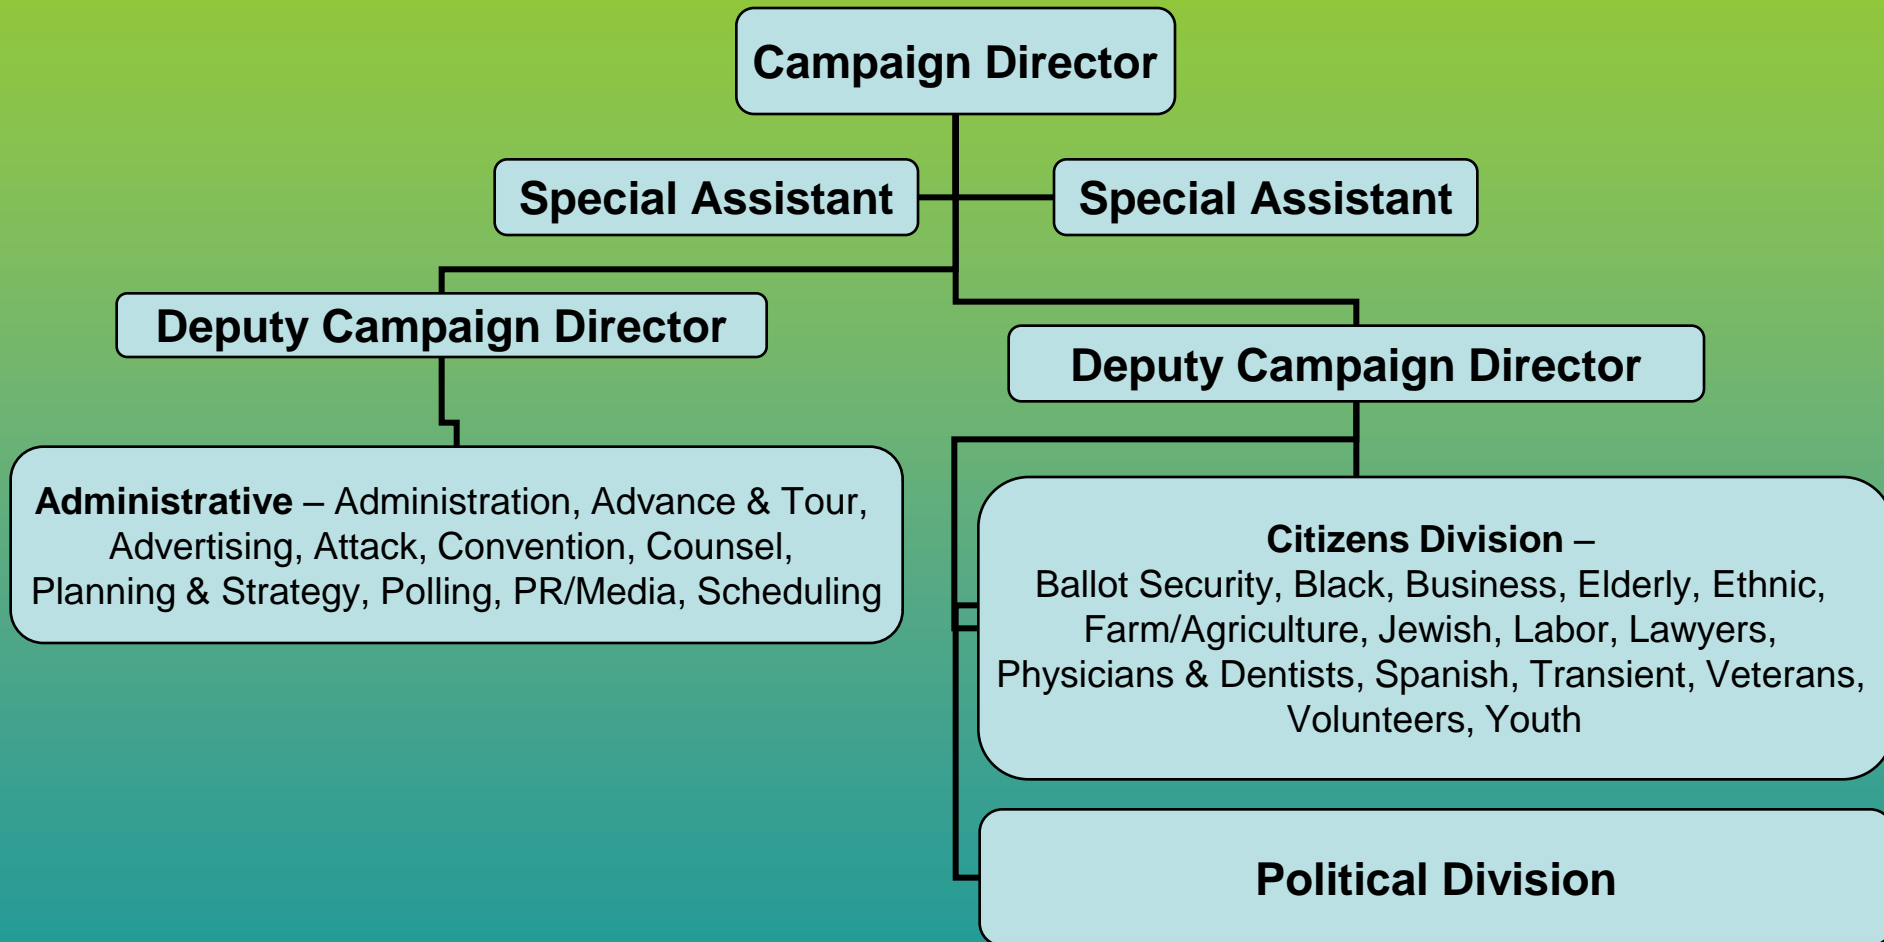 Campaign Director
Special Assistant
Special Assistant
Deputy Campaign Director
Deputy Campaign Director
Administrative – Administration, Advance & Tour,
Advertising, Attack, Convention, Counsel,
Planning & Strategy, Polling, PR/Media, Scheduling
Citizens Division –
Ballot Security, Black, Business, Elderly, Ethnic,
Farm/Agriculture, Jewish, Labor, Lawyers,
Physicians & Dentists, Spanish, Transient, Veterans,
Volunteers, Youth
Political Division